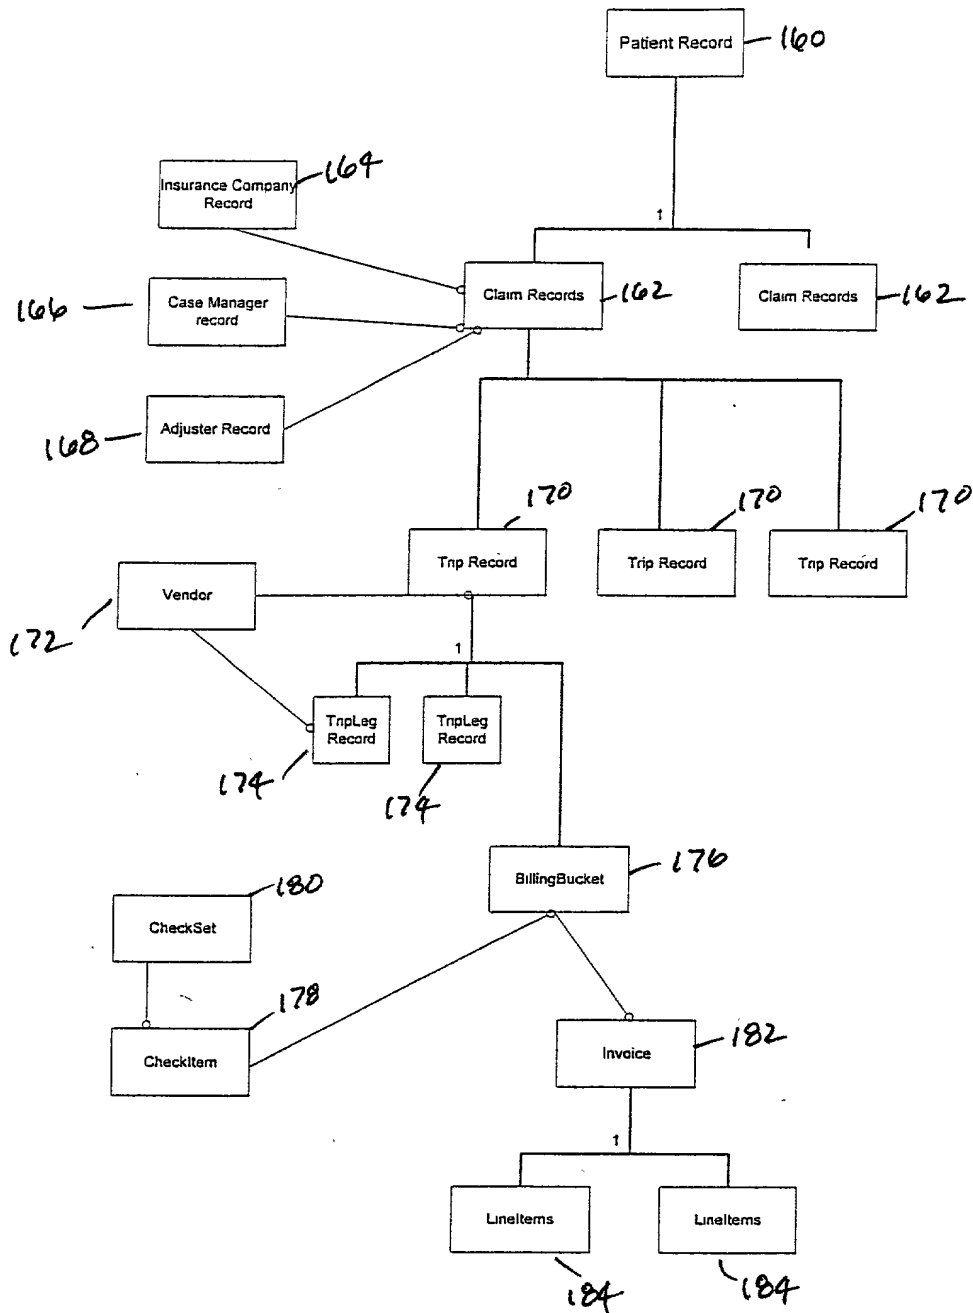 Patient Record
160
Insurance Company
Record
164
1
Case Manager
record
166
Claim Records
162
Claim Records
162
Adjuster Record
168
170
170
170
Trip Record
Trip Record
Trip Record
Vendor
172
1
TripLeg
Record
TripLeg
Record
174
174
BillingBucket
176
180
CheckSet
178
CheckItem
Invoice
182
1
LineItems
LineItems
184
184